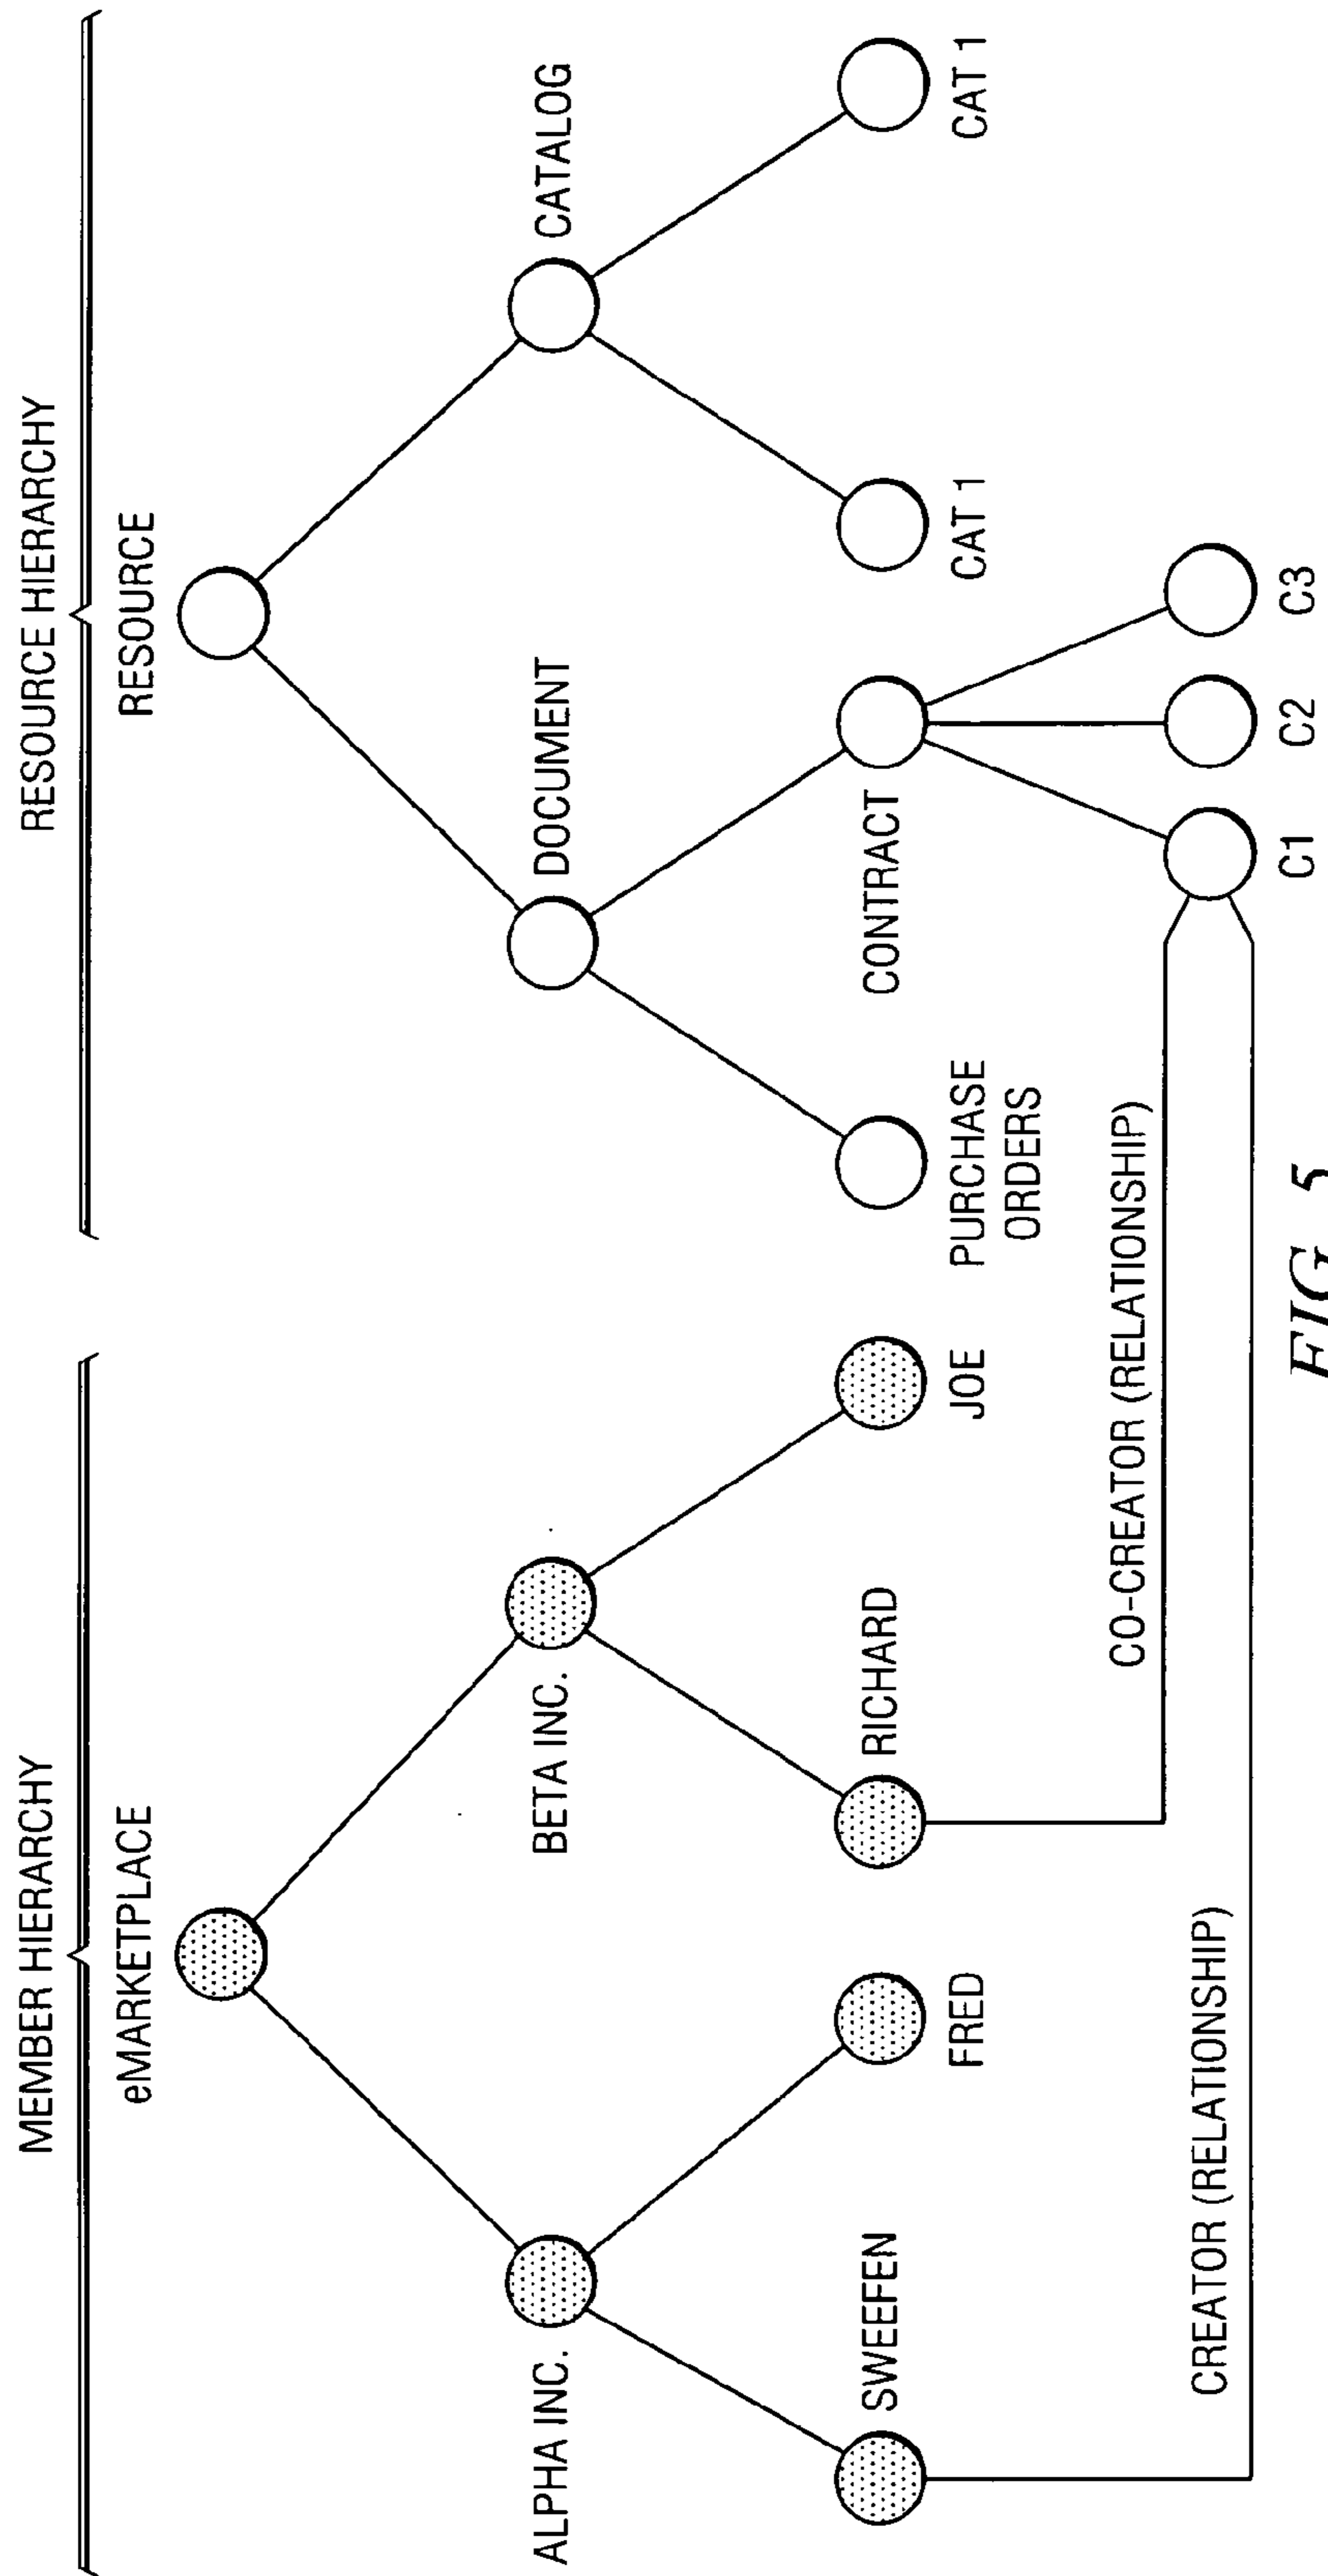 MEMBER HIERARCHY
RESOURCE HIERARCHY
eMARKETPLACE
RESOURCE
ALPHA INC.
BETA INC.
DOCUMENT
CATALOG
SWEEFEN
FRED
RICHARD
JOE
PURCHASE
ORDERS
CONTRACT
CAT 1
CAT 1
CO-CREATOR (RELATIONSHIP)
CREATOR (RELATIONSHIP)
C1
C2
C3
FIG. 5